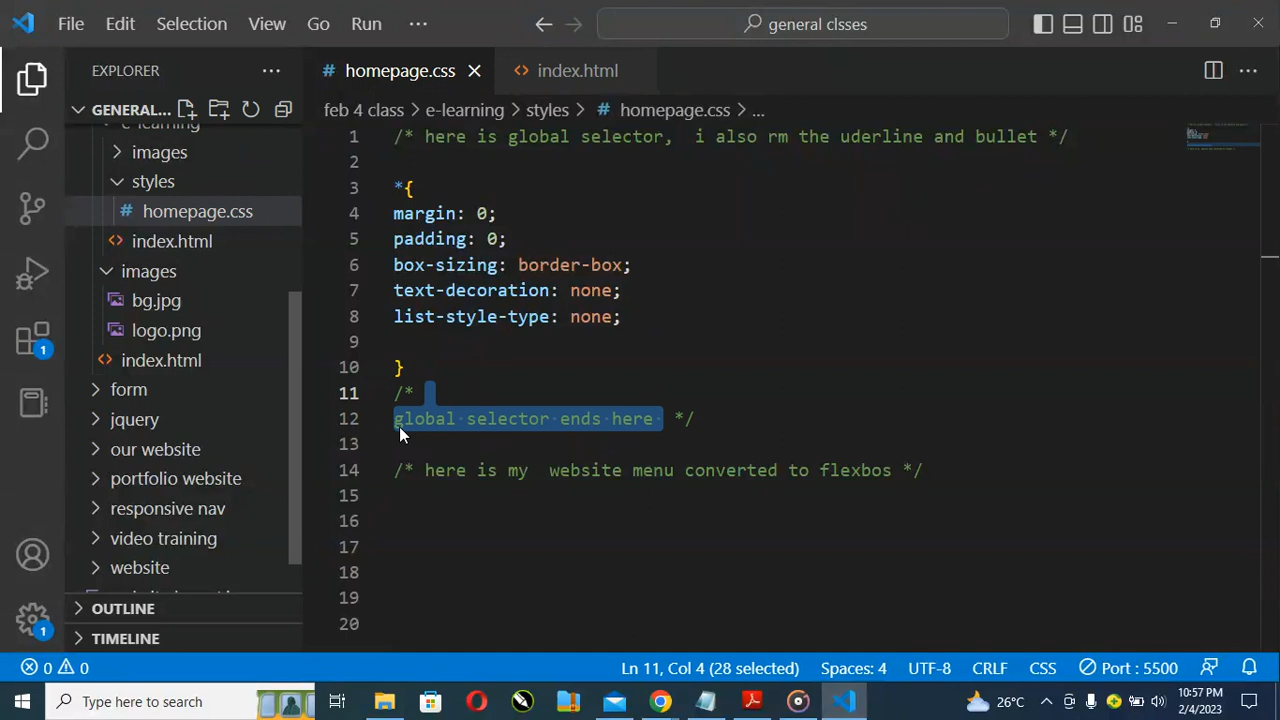 File Edit Selection View Go Run ··· general clsses
EXPLORER ···
# homepage.css
index.html
GENERAL...
feb 4 class > e-learning > styles > # homepage.css > ...
e-learning
images
styles
# homepage.css
index.html
images
bg.jpg
logo.png
index.html
form
jquery
our website
portfolio website
responsive nav
video training
website
OUTLINE
TIMELINE
1
1
1 /* here is global selector,  i also rm the uderline and bullet */
2
3 *{
4 margin: 0;
5 padding: 0;
6 box-sizing: border-box;
7 text-decoration: none;
8 list-style-type: none;
9
10 }
11 /*
12 global selector ends here  */
13
14 /* here is my  website menu converted to flexbos */
15
16
17
18
19
20
0 0 Ln 11, Col 4 (28 selected) Spaces: 4 UTF-8 CRLF CSS Port : 5500
Type here to search
26°C
10:57 PM
2/4/2023